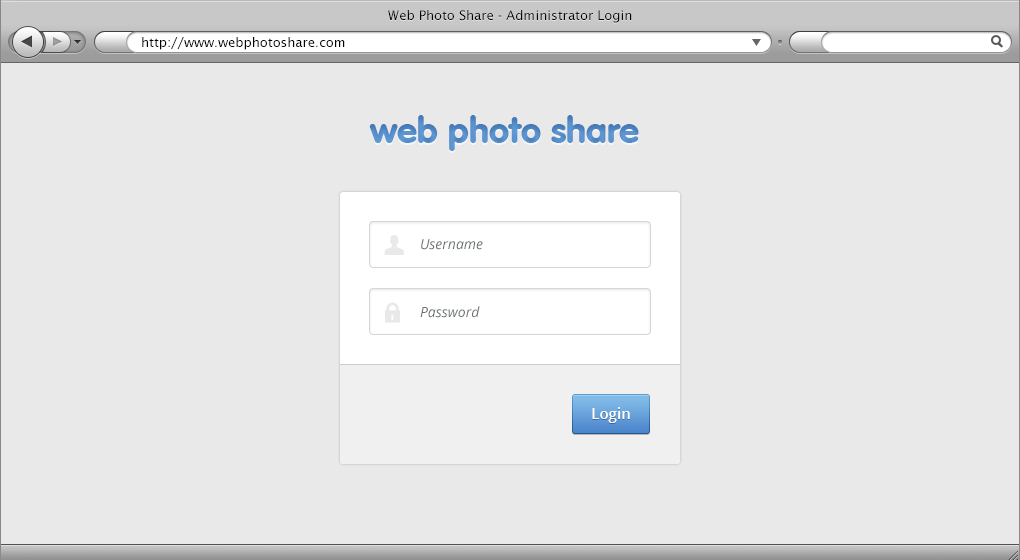 Web Photo Share - Administrator Login
http://www.webphotoshare.com
web photo share
Username
Password
Login